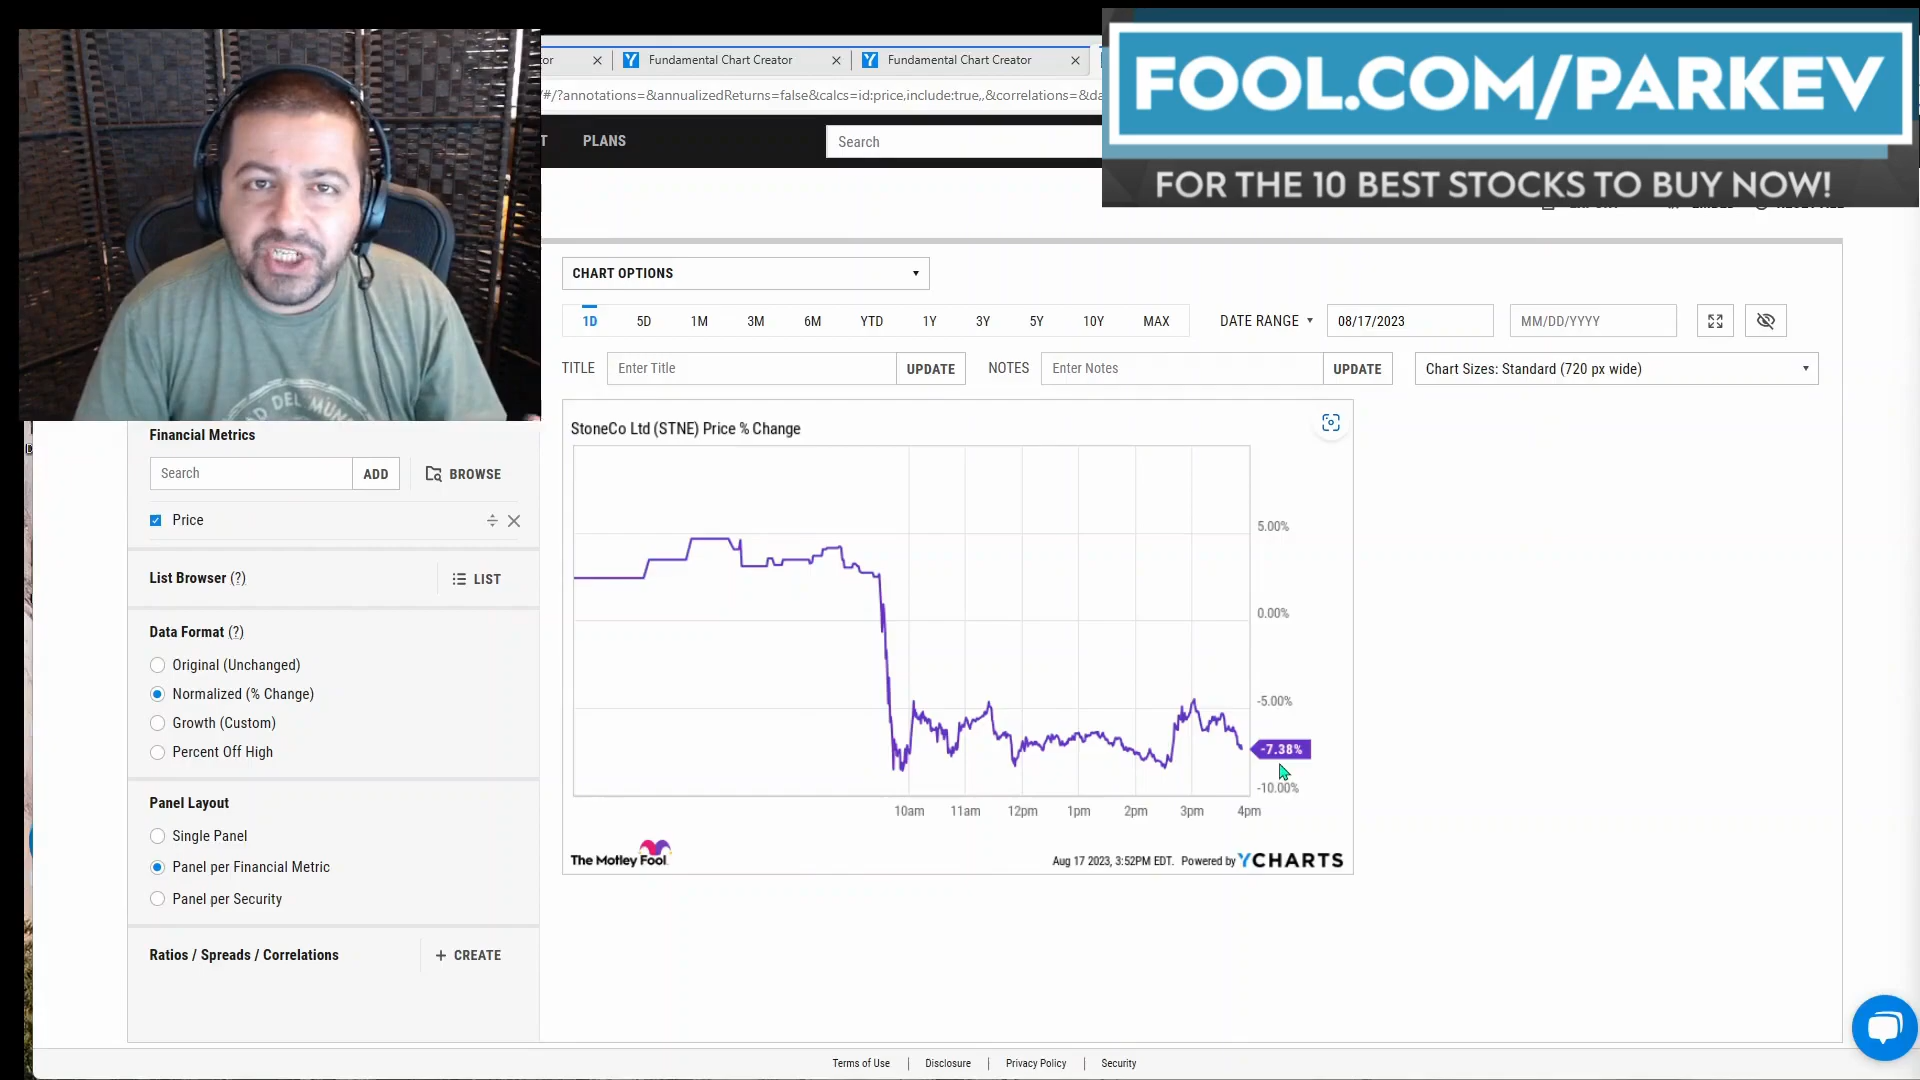 FOOL.COM/PARKEV
FOR THE 10 BEST STOCKS TO BUY NOW!
tor
Fundamental Chart Creator
Fundamental Chart Creator
/#/?annotations=&annualizedReturns=false&calcs=id:price,include:true,,&correlations=&da
T PLANS
Search
CHART OPTIONS
1D 5D 1M 3M 6M YTD 1Y 3Y 5Y 10Y MAX DATE RANGE 08/17/2023 MM/DD/YYYY
TITLE Enter Title UPDATE NOTES Enter Notes UPDATE Chart Sizes: Standard (720 px wide)
Financial Metrics
Search ADD BROWSE
Price
List Browser (?) LIST
Data Format (?)
Original (Unchanged)
Normalized (% Change)
Growth (Custom)
Percent Off High
Panel Layout
Single Panel
Panel per Financial Metric
Panel per Security
Ratios / Spreads / Correlations + CREATE
StoneCo Ltd (STNE) Price % Change
5.00%
0.00%
-5.00%
-7.38%
-10.00%
10am 11am 12pm 1pm 2pm 3pm 4pm
The Motley Fool
Aug 17 2023, 3:52PM EDT. Powered by YCHARTS
Terms of Use | Disclosure | Privacy Policy | Security